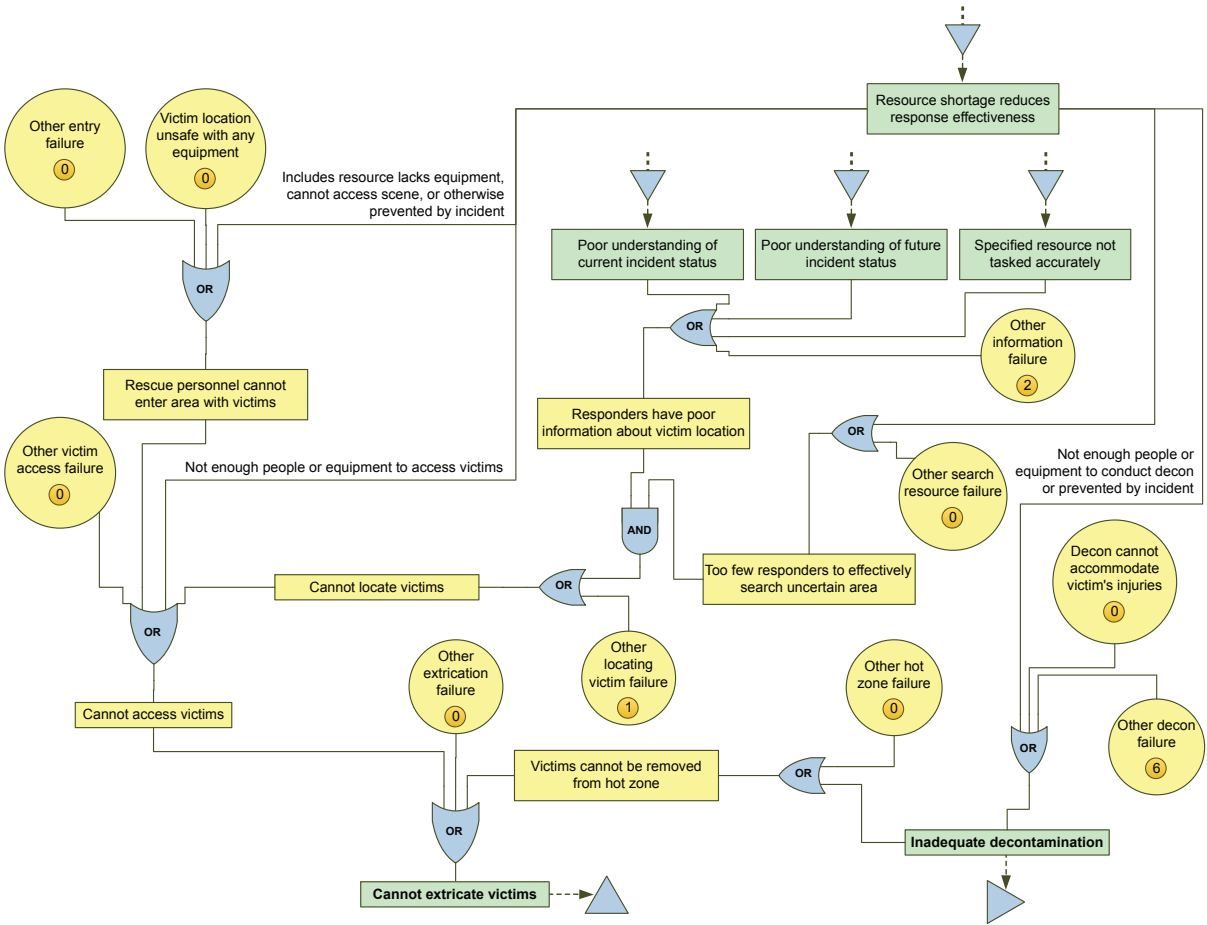 Resource shortage reduces
response effectiveness
Other entry
failure
0
Victim location
unsafe with any
equipment
0
Includes resource lacks equipment,
cannot access scene, or otherwise
prevented by incident
Poor understanding of
current incident status
Poor understanding of future
incident status
Specified resource not
tasked accurately
OR
OR
Other
information
failure
2
Rescue personnel cannot
enter area with victims
Responders have poor
information about victim location
OR
Other victim
access failure
0
Not enough people or equipment to access victims
Other search
resource failure
0
Not enough people or
equipment to conduct decon
or prevented by incident
AND
Too few responders to effectively
search uncertain area
Decon cannot
accommodate
victim's injuries
0
Cannot locate victims
OR
OR
Other
locating
victim failure
1
Other
extrication
failure
0
Other hot
zone failure
0
Cannot access victims
Other decon
failure
6
OR
Victims cannot be removed
from hot zone
OR
OR
Inadequate decontamination
Cannot extricate victims